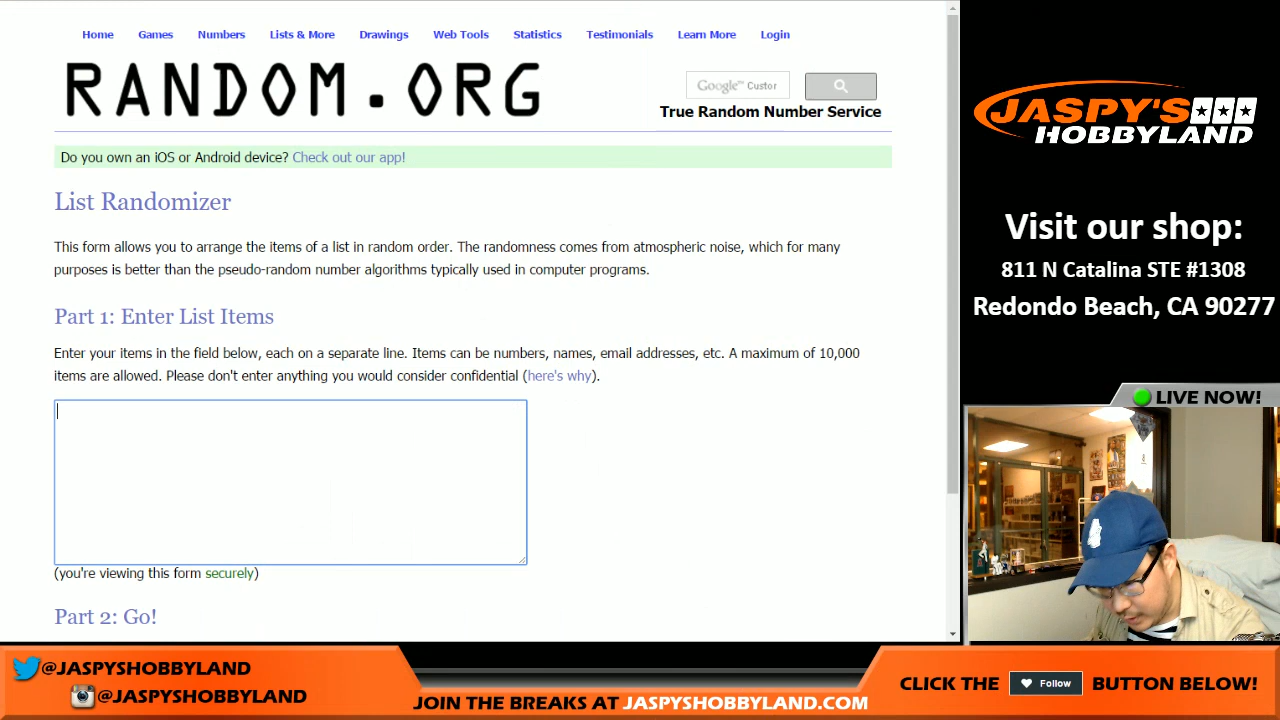 Home Games Numbers Lists & More Drawings Web Tools Statistics Testimonials Learn More Login
RANDOM.ORG
Google™ Custor
True Random Number Service
Do you own an iOS or Android device? Check out our app!
List Randomizer
This form allows you to arrange the items of a list in random order. The randomness comes from atmospheric noise, which for many
purposes is better than the pseudo-random number algorithms typically used in computer programs.
Part 1: Enter List Items
Enter your items in the field below, each on a separate line. Items can be numbers, names, email addresses, etc. A maximum of 10,000
items are allowed. Please don't enter anything you would consider confidential (here's why).
(you're viewing this form securely)
Part 2: Go!
JASPY'S
HOBBYLAND
Visit our shop:
811 N Catalina STE #1308
Redondo Beach, CA 90277
LIVE NOW!
@JASPYSHOBBYLAND
@JASPYSHOBBYLAND
JOIN THE BREAKS AT JASPYSHOBBYLAND.COM
CLICK THE Follow BUTTON BELOW!